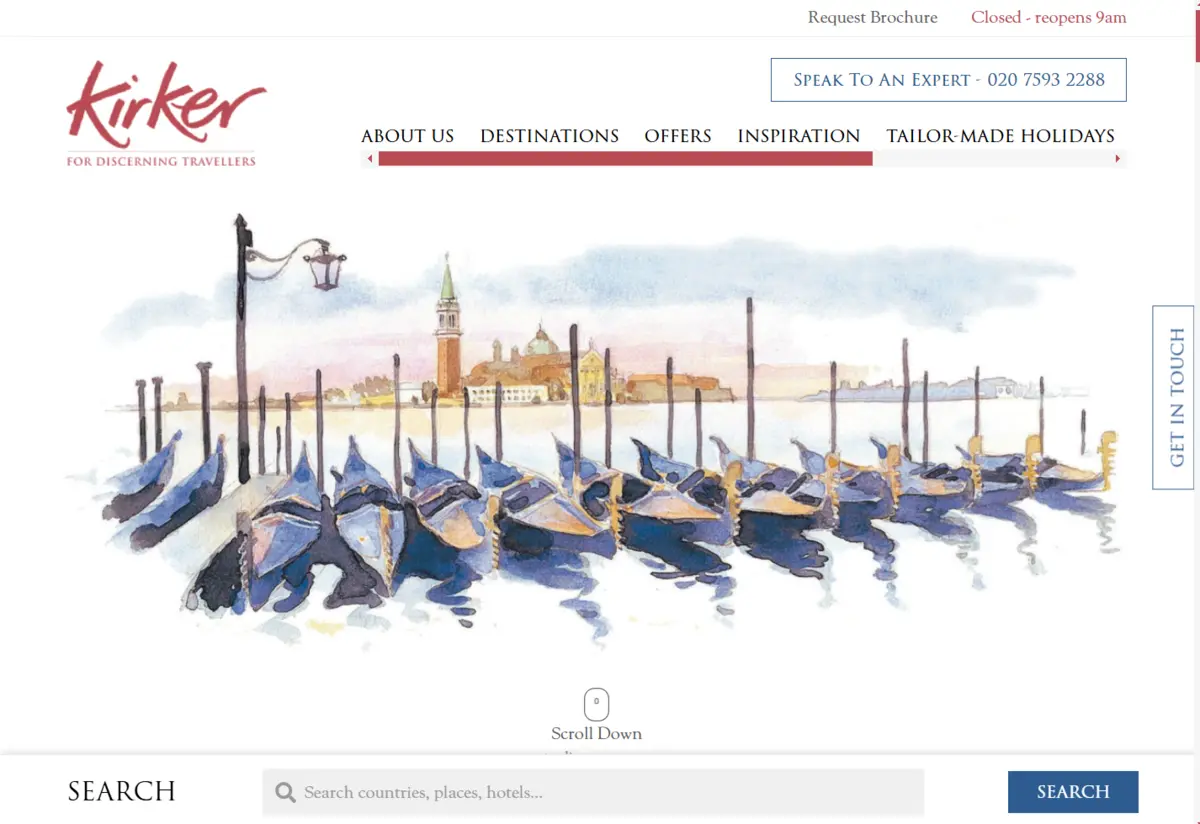 Request Brochure Closed - reopens 9am
Kirker
FOR DISCERNING TRAVELLERS
SPEAK TO AN EXPERT - 020 7593 2288
ABOUT US DESTINATIONS OFFERS INSPIRATION TAILOR-MADE HOLIDAYS
GET IN TOUCH
Scroll Down
SEARCH Search countries, places, hotels... SEARCH